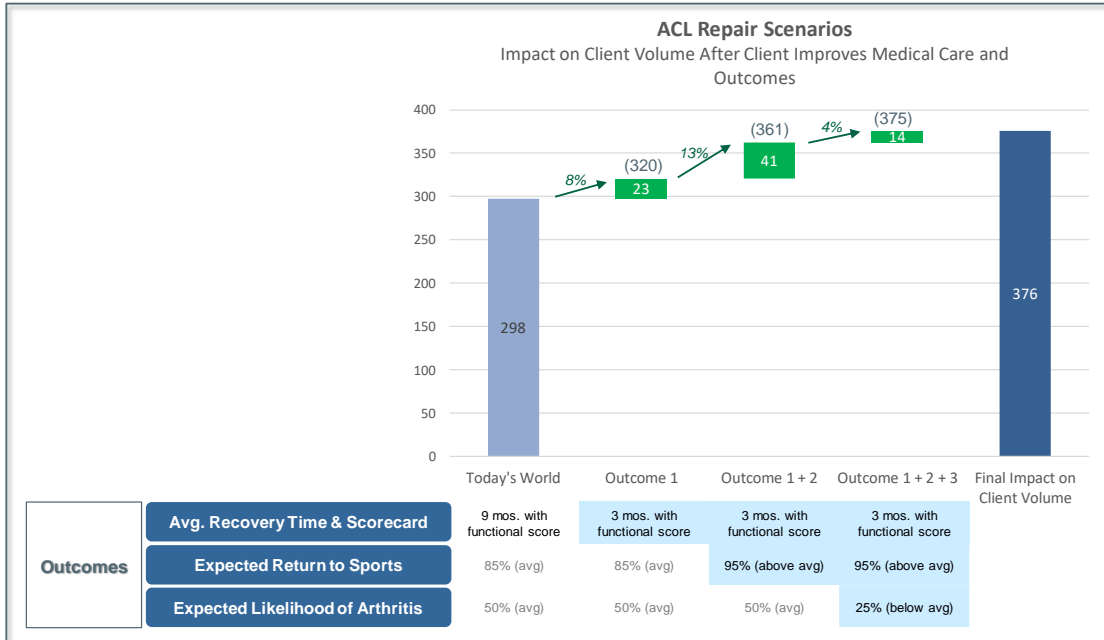 ACL Repair Scenarios
Impact on Client Volume After Client Improves Medical Care and
Outcomes
400
350
300
250
200
150
100
50
0
298
8%
(320)
23
13%
(361)
41
4%
(375)
14
376
Today's World
Outcome 1
Outcome 1 + 2
Outcome 1 + 2 + 3
Final Impact on
Client Volume
Outcomes
Avg. Recovery Time & Scorecard
9 mos. with
functional score
3 mos. with
functional score
3 mos. with
functional score
3 mos. with
functional score
Expected Return to Sports
85% (avg)
85% (avg)
95% (above avg)
95% (above avg)
Expected Likelihood of Arthritis
50% (avg)
50% (avg)
50% (avg)
25% (below avg)